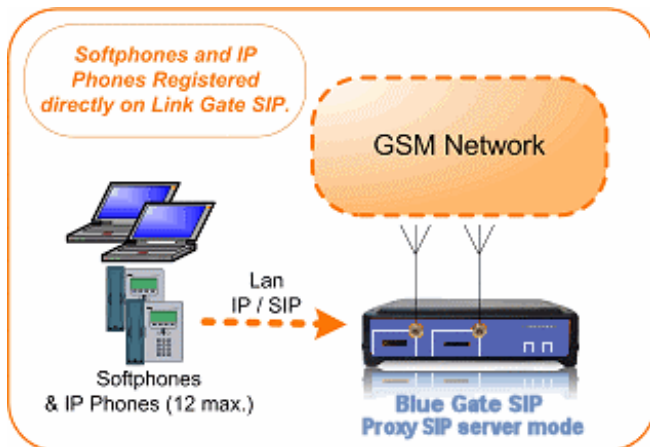 Softphones and IP
Phones Registered
directly on Link Gate SIP.
GSM Network
Lan
IP / SIP
Softphones
& IP Phones (12 max.)
Blue Gate SIP
Proxy SIP server mode